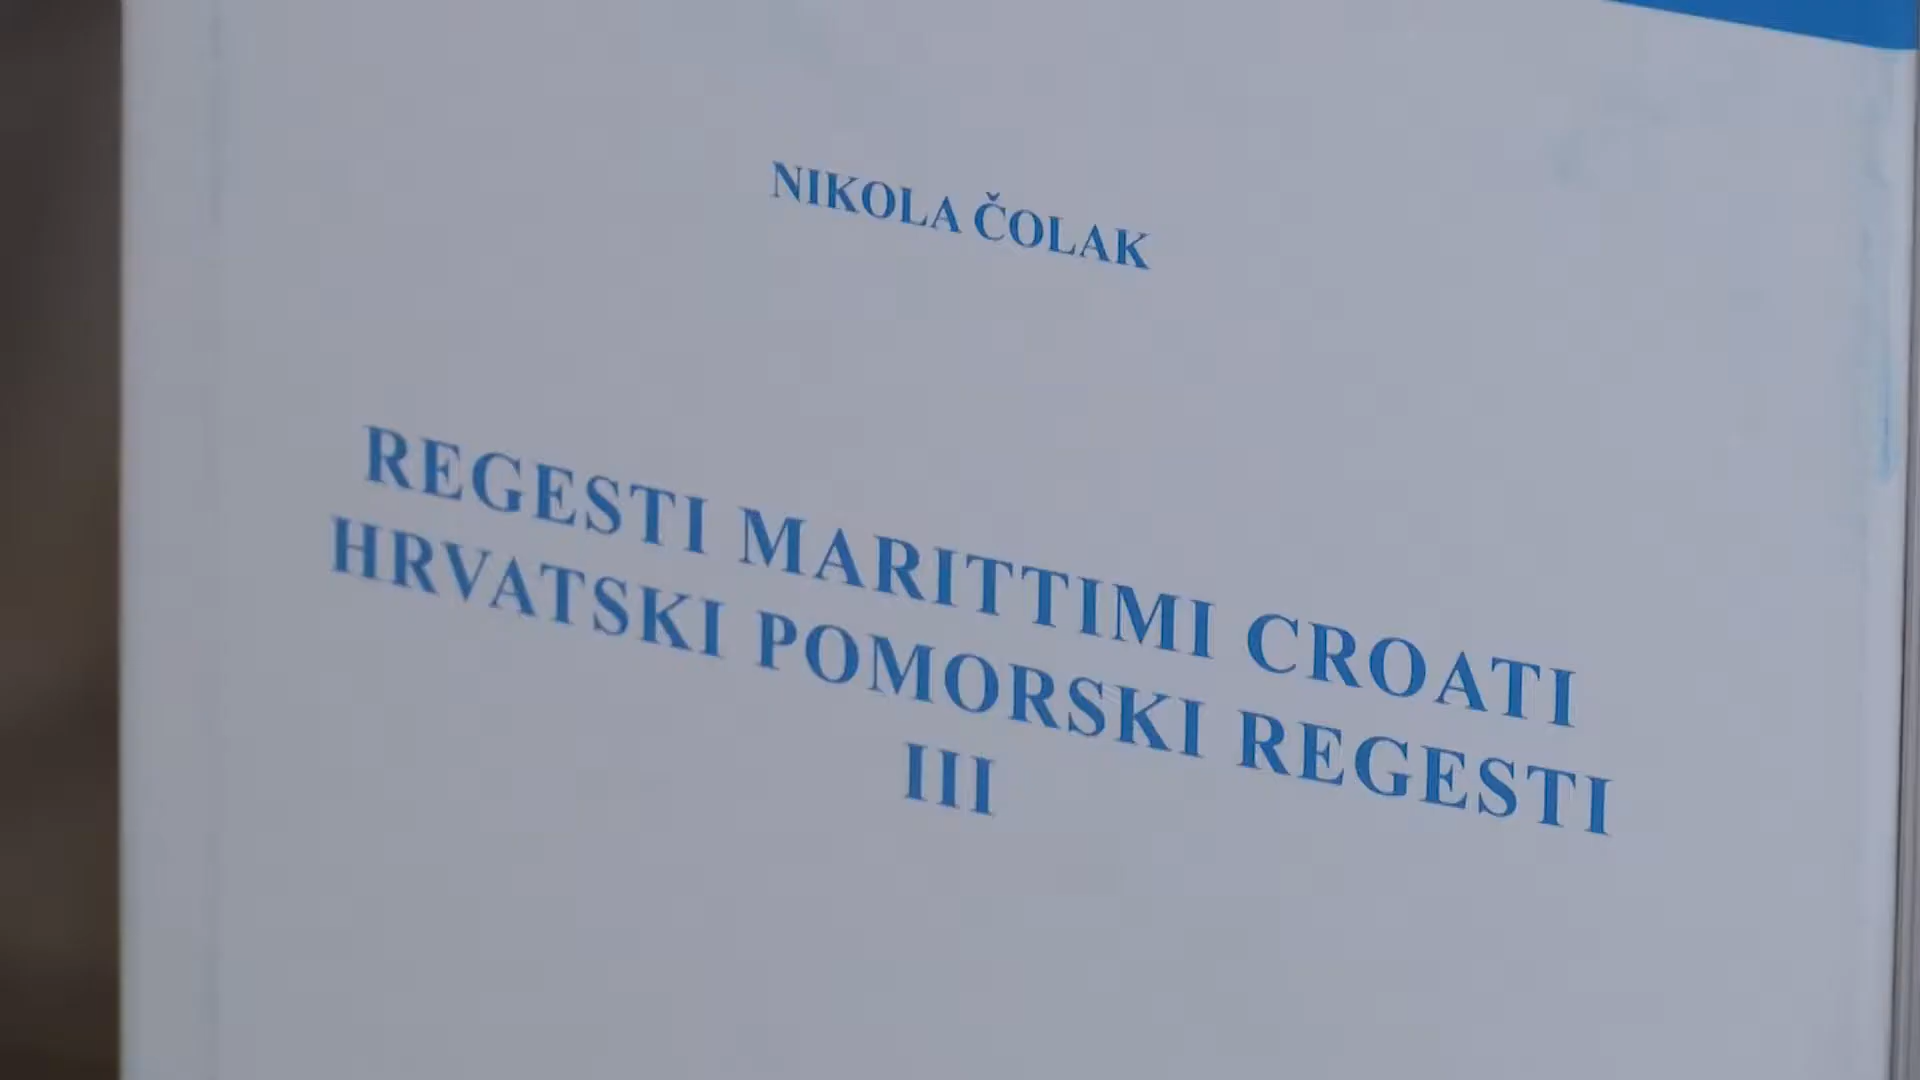 NIKOLA ČOLAK
REGESTI MARITTIMI CROATI
HRVATSKI POMORSKI REGESTI
III